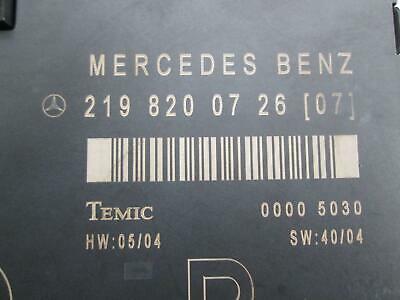 MERCEDES BENZ
219 820 07 26 [07]
TEMIC 0000 5030
HW:05/04 SW:40/04